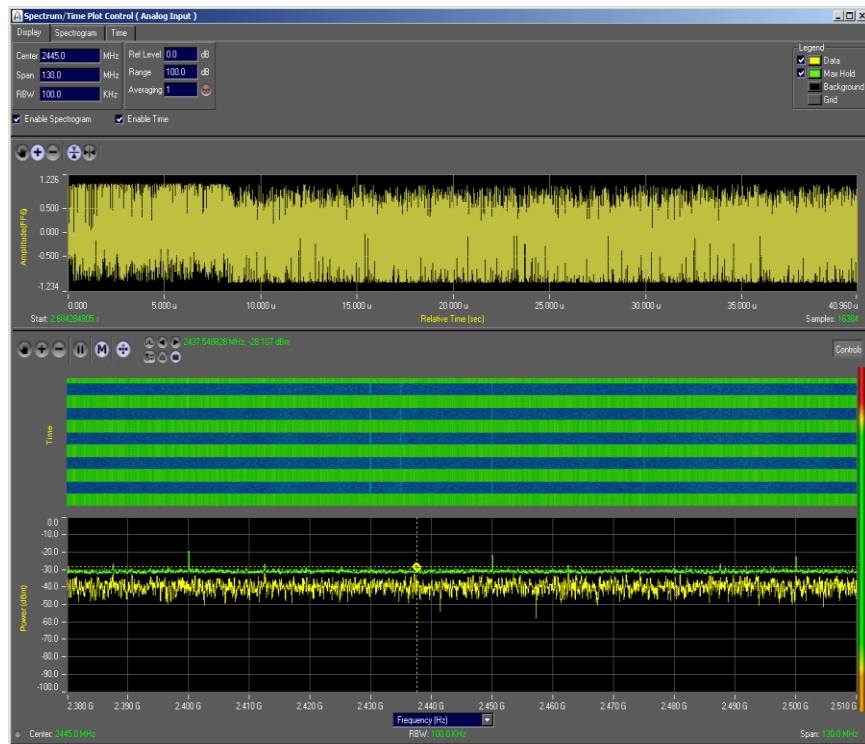 Spectrum/Time Plot Control ( Analog Input )
Display Spectrogram Time
Center 2445.0 MHz Ref Level 0.0 dB
Span 130.0 MHz Range 100.0 dB
RBW 100.0 KHz Averaging 1
Legend
Data
Max Hold
Background
Grid
Enable Spectrogram Enable Time
1.226
0.500
0.000
-0.500
-1.234
0.000 5.000 u 10.000 u 15.000 u 20.000 u 25.000 u 30.000 u 35.000 u 40.960 u
Start: 2.684284805 s Relative Time (sec) Samples: 16384
M 2437.548828 MHz, -28.107 dBm Controls
Time
0.0
-10.0
-20.0
-30.0
-40.0
-50.0
-60.0
-70.0
-80.0
-90.0
-100.0
Power (dBm)
2.380 G 2.390 G 2.400 G 2.410 G 2.420 G 2.430 G 2.440 G 2.450 G 2.460 G 2.470 G 2.480 G 2.490 G 2.500 G 2.510 G
Frequency (Hz)
Center: 2445.0 MHz RBW: 100.0 KHz Span: 130.0 MHz